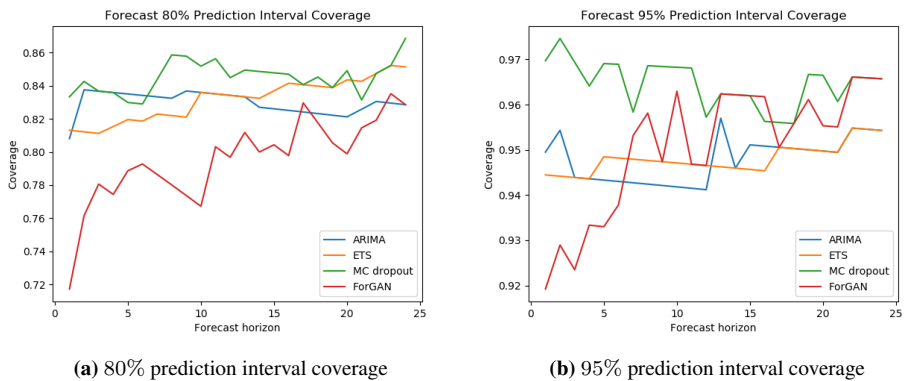 Forecast 80% Prediction Interval Coverage
0.86
0.84
0.82
0.80
0.78
0.76
0.74
0.72
Coverage
ARIMA
ETS
MC dropout
ForGAN
0 5 10 15 20 25
Forecast horizon
(a) 80% prediction interval coverage
Forecast 95% Prediction Interval Coverage
0.97
0.96
0.95
0.94
0.93
0.92
Coverage
ARIMA
ETS
MC dropout
ForGAN
0 5 10 15 20 25
Forecast horizon
(b) 95% prediction interval coverage